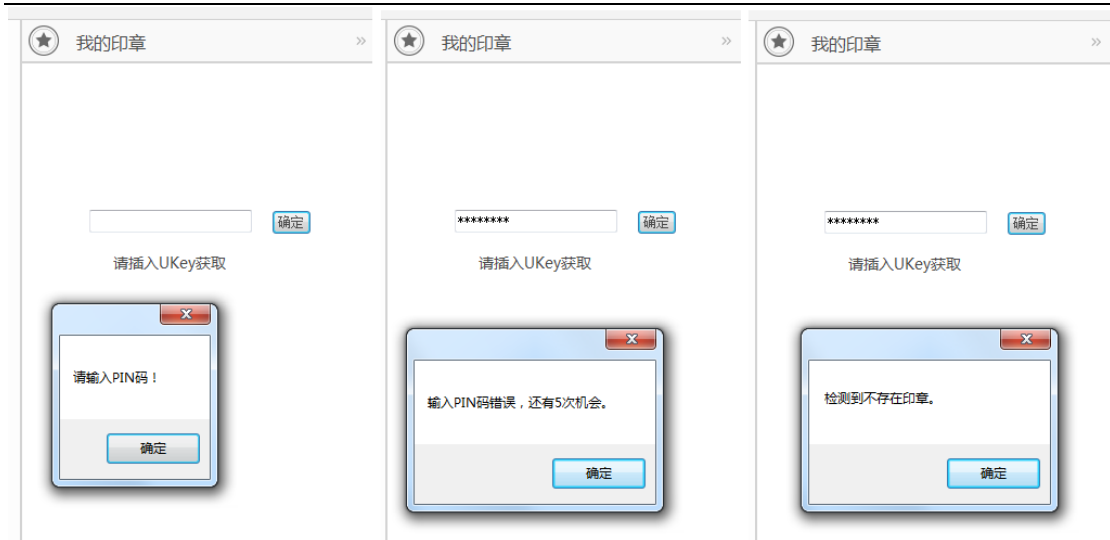 我的印章 »
确定
请插入UKey获取
请输入PIN码！
确定
我的印章 »
******** 确定
请插入UKey获取
输入PIN码错误，还有5次机会。
确定
我的印章 »
******** 确定
请插入UKey获取
检测到不存在印章。
确定